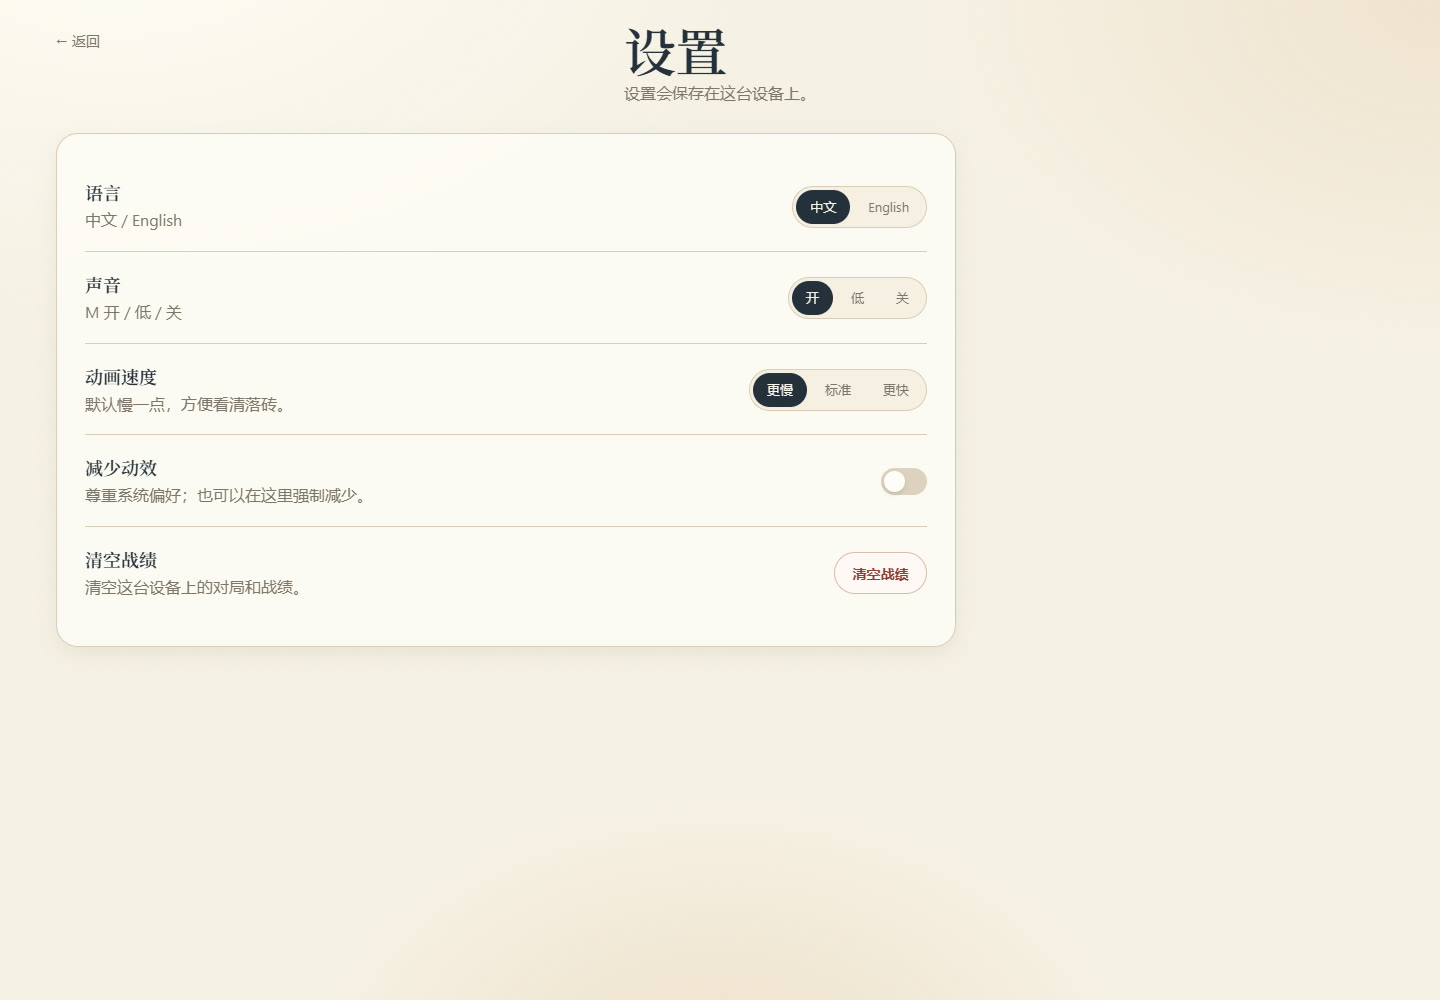 ← 返回
设置
设置会保存在这台设备上。
语言
中文 / English
中文 English
声音
M 开 / 低 / 关
开 低 关
动画速度
默认慢一点，方便看清落砖。
更慢 标准 更快
减少动效
尊重系统偏好；也可以在这里强制减少。
清空战绩
清空这台设备上的对局和战绩。
清空战绩